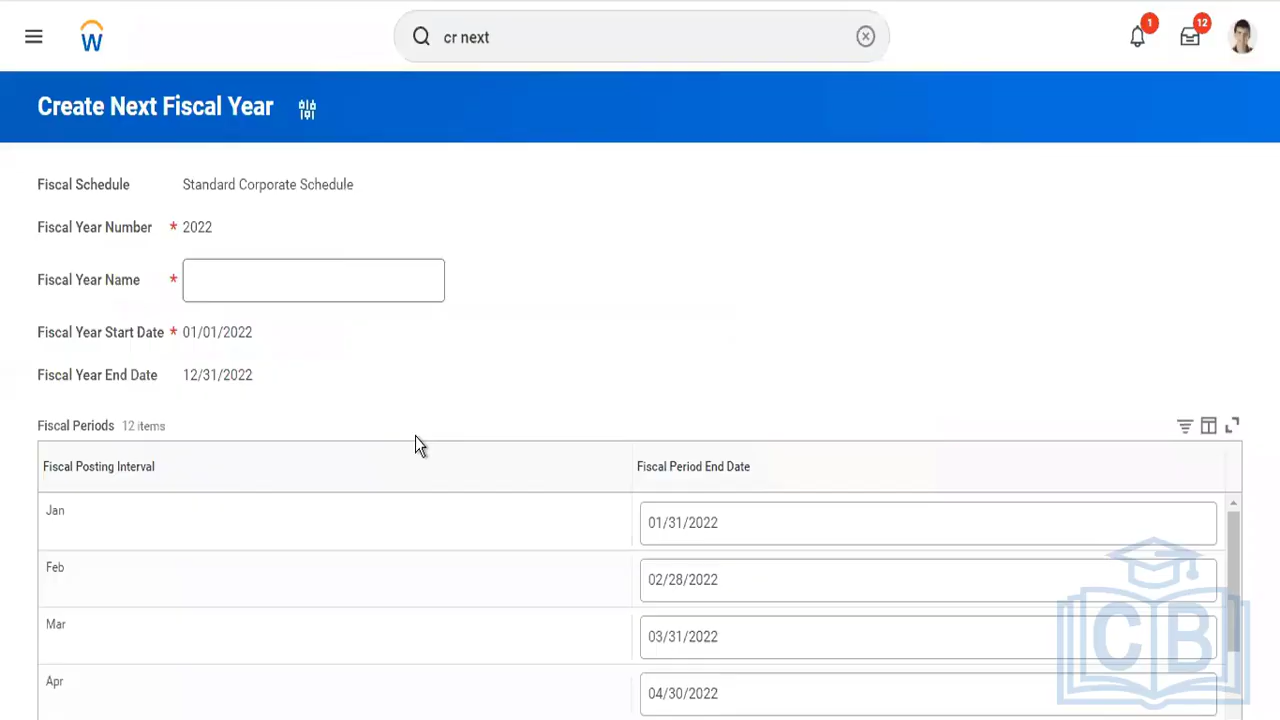 W
cr next
1
12
Create Next Fiscal Year
Fiscal Schedule Standard Corporate Schedule
Fiscal Year Number * 2022
Fiscal Year Name *
Fiscal Year Start Date * 01/01/2022
Fiscal Year End Date 12/31/2022
Fiscal Periods 12 items
Fiscal Posting Interval Fiscal Period End Date
Jan 01/31/2022
Feb 02/28/2022
Mar 03/31/2022
Apr 04/30/2022
CB